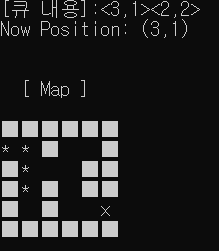 [큐 내용]:<3,1><2,2>
Now Position: (3,1)
[ Map ]
■■■■■■
* * ■     ■
■ *     ■■
■ * ■   ■■
■   ■     x
■■■■■■